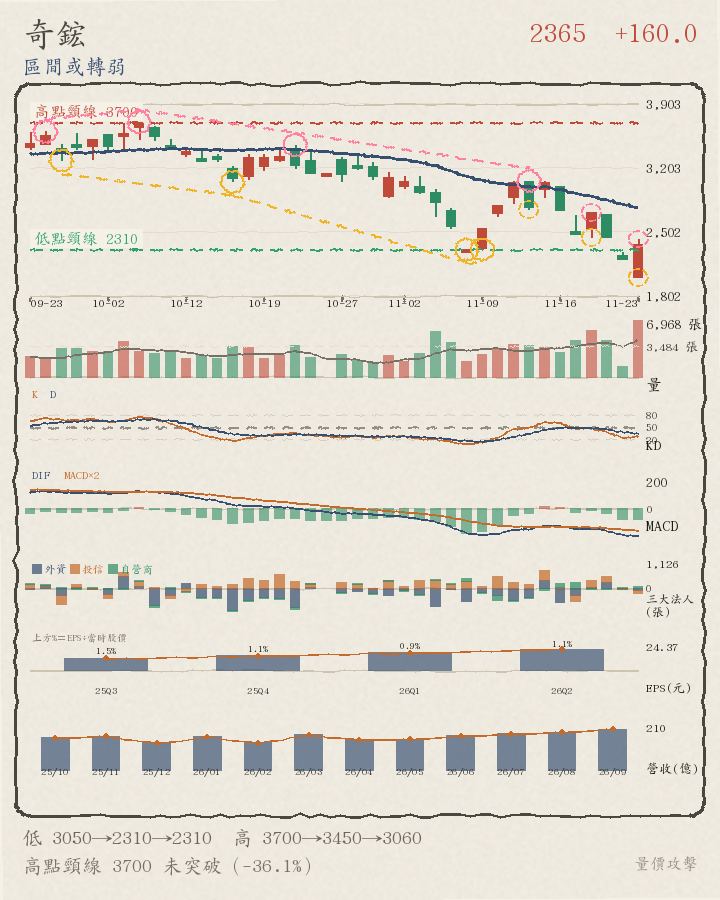 奇鋐
2365 +160.0
區間或轉弱
3,903
高點頸線 3700
3,203
2,502
低點頸線 2310
1,802
09-23 10-02 10-12 10-19 10-27 11-02 11-09 11-16 11-23
6,968 張
3,484 張
量
K D
80
50
20
KD
DIF MACD×2
200
0
MACD
外資 投信 自營商
1,126
0
三大法人
(張)
上方%=EPS÷當時股價
1.5% 1.1% 0.9% 1.1%
24.37
25Q3 25Q4 26Q1 26Q2
EPS(元)
210
營收(億)
25/10 25/11 25/12 26/01 26/02 26/03 26/04 26/05 26/06 26/07 26/08 26/09
低 3050→2310→2310 高 3700→3450→3060
高點頸線 3700 未突破 (-36.1%)
量價攻擊